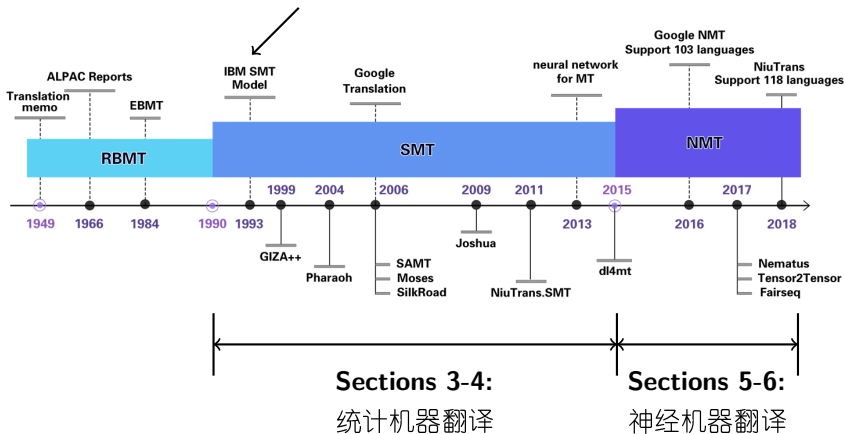 ALPAC Reports
Translation
memo
EBMT
IBM SMT
Model
Google
Translation
neural network
for MT
Google NMT
Support 103 languages
NiuTrans
Support 118 languages
RBMT
SMT
NMT
1949
1966
1984
1990
1993
1999
2004
2006
2009
2011
2013
2015
2016
2017
2018
GIZA++
Pharaoh
SAMT
Moses
SilkRoad
Joshua
NiuTrans.SMT
dl4mt
Nematus
Tensor2Tensor
Fairseq
Sections 3-4:
统计机器翻译
Sections 5-6:
神经机器翻译